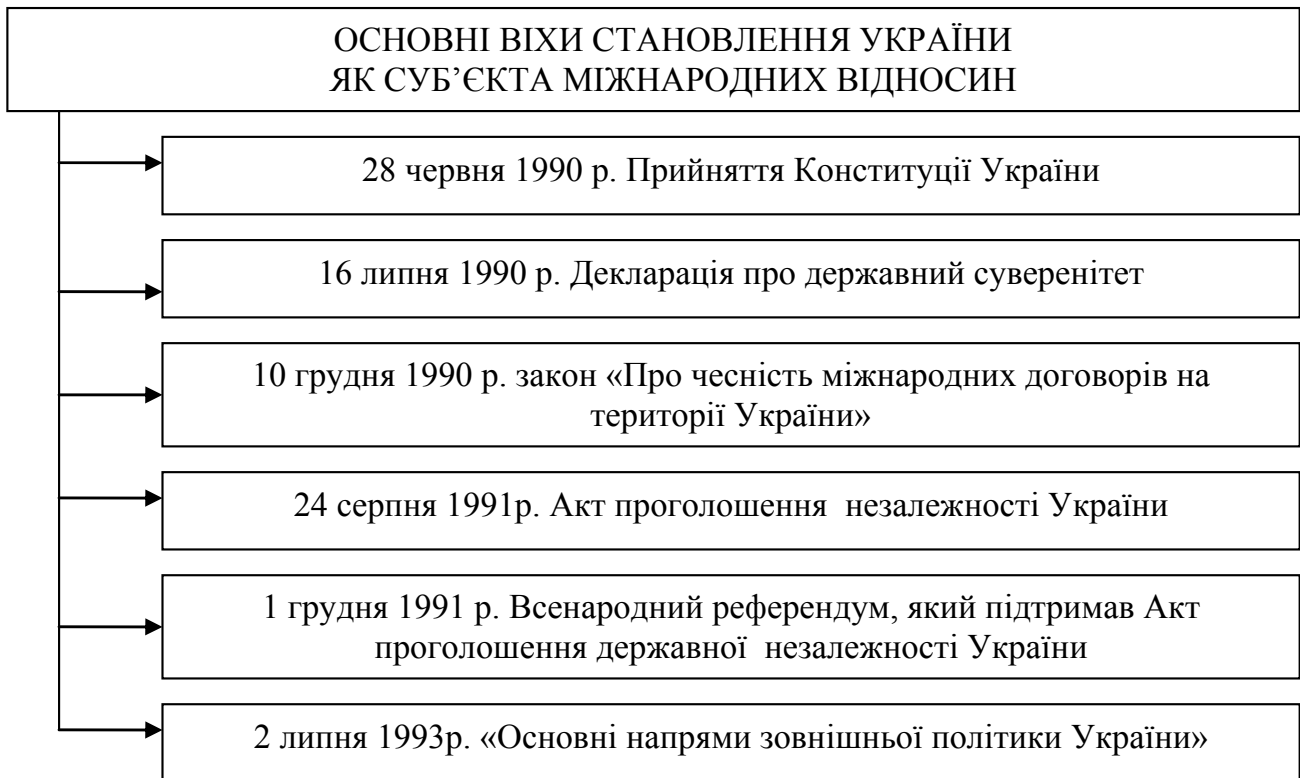 ОСНОВНІ ВІХИ СТАНОВЛЕННЯ УКРАЇНИ
ЯК СУБ’ЄКТА МІЖНАРОДНИХ ВІДНОСИН
28 червня 1990 р. Прийняття Конституції України
16 липня 1990 р. Декларація про державний суверенітет
10 грудня 1990 р. закон «Про чесність міжнародних договорів на
території України»
24 серпня 1991р. Акт проголошення незалежності України
1 грудня 1991 р. Всенародний референдум, який підтримав Акт
проголошення державної незалежності України
2 липня 1993р. «Основні напрями зовнішньої політики України»